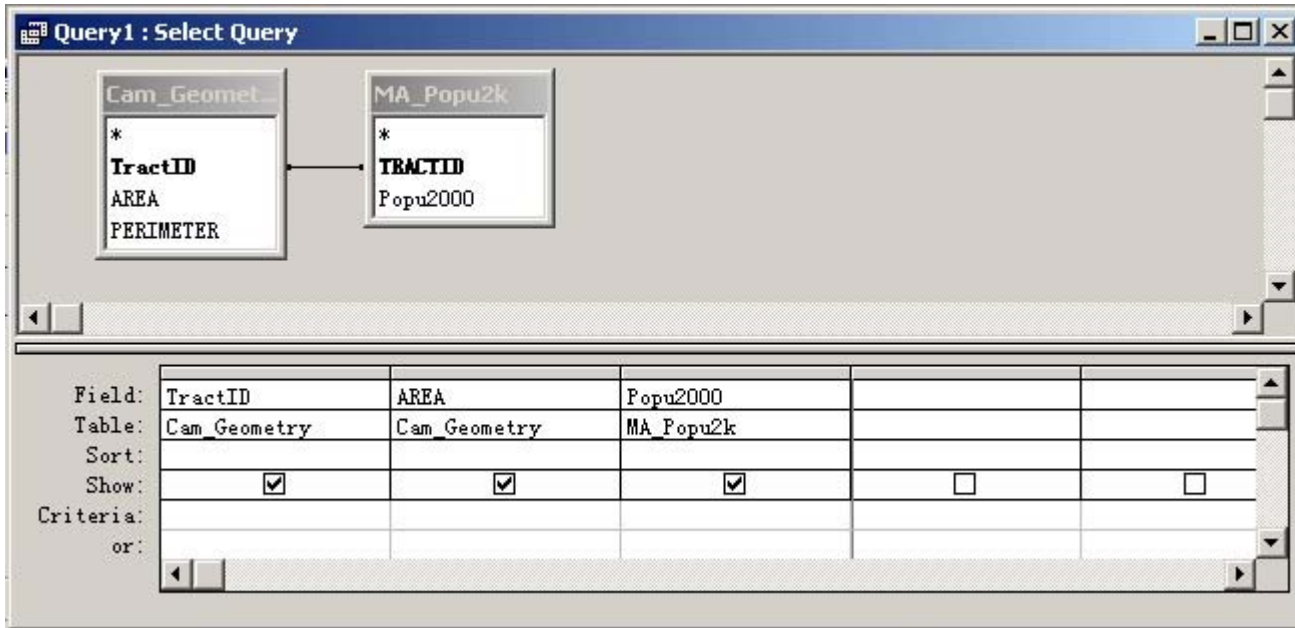 Query1 : Select Query
Cam_Geomet...
*
TractID
AREA
PERIMETER
MA_Popu2k
*
TRACTID
Popu2000
Field: TractID AREA Popu2000
Table: Cam_Geometry Cam_Geometry MA_Popu2k
Sort:
Show:
Criteria:
or: